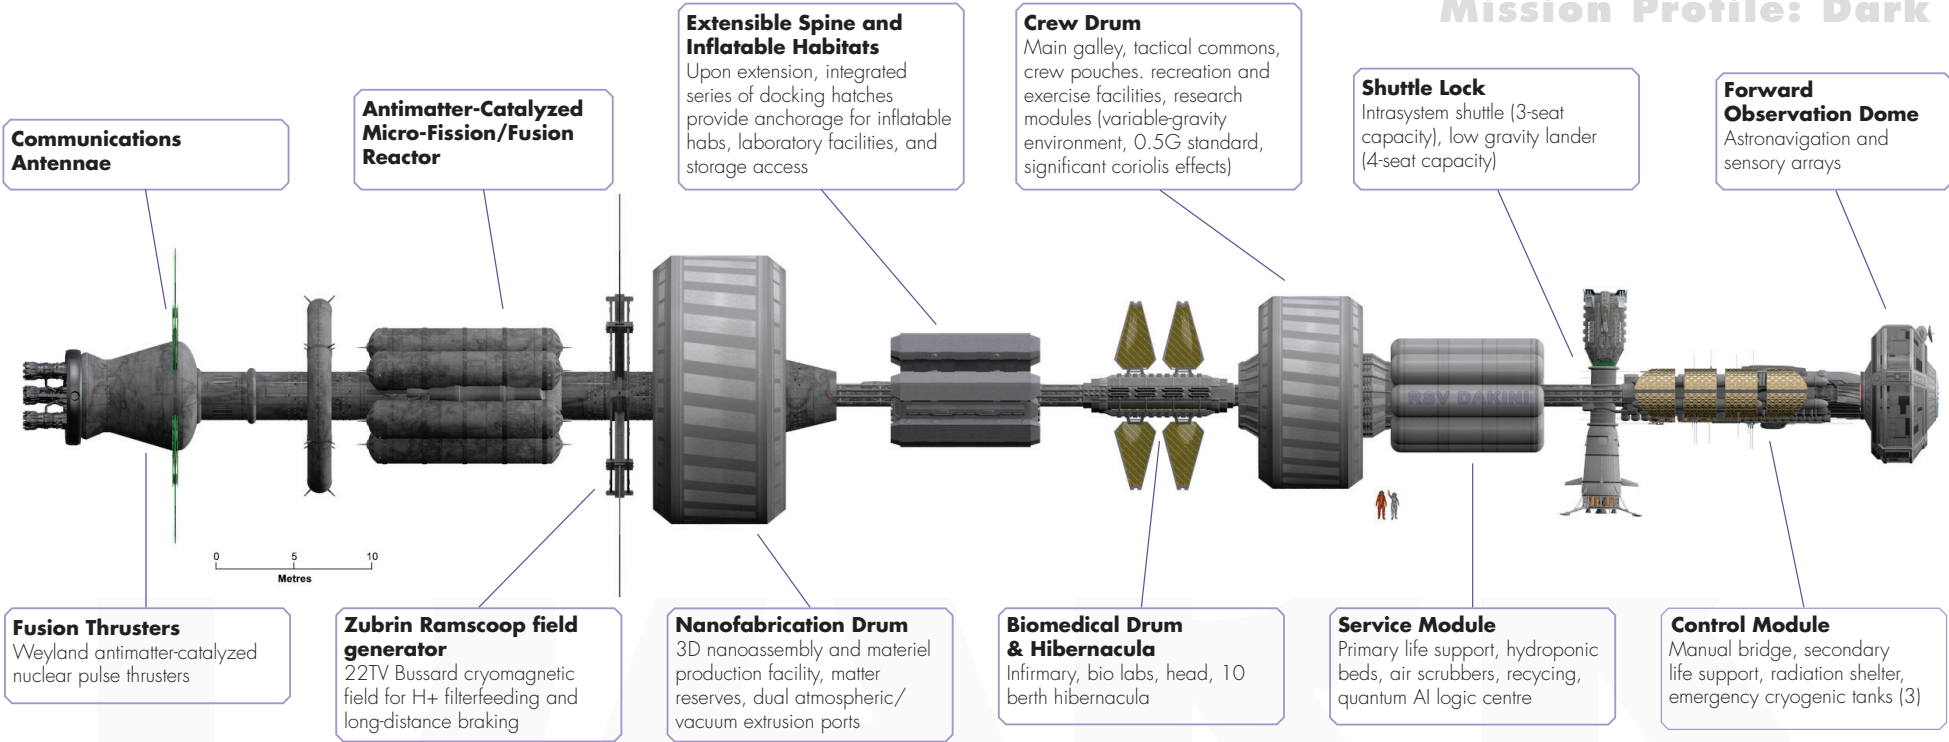 Mission Profile: Dark
Extensible Spine and
Inflatable Habitats
Upon extension, integrated
series of docking hatches
provide anchorage for inflatable
habs, laboratory facilities, and
storage access
Crew Drum
Main galley, tactical commons,
crew pouches. recreation and
exercise facilities, research
modules (variable-gravity
environment, 0.5G standard,
significant coriolis effects)
Shuttle Lock
Intrasystem shuttle (3-seat
capacity), low gravity lander
(4-seat capacity)
Forward
Observation Dome
Astronavigation and
sensory arrays
Antimatter-Catalyzed
Micro-Fission/Fusion
Reactor
Communications
Antennae
RSV DAKINI
0 5 10
Metres
Fusion Thrusters
Weyland antimatter-catalyzed
nuclear pulse thrusters
Zubrin Ramscoop field
generator
22TV Bussard cryomagnetic
field for H+ filterfeeding and
long-distance braking
Nanofabrication Drum
3D nanoassembly and materiel
production facility, matter
reserves, dual atmospheric/
vacuum extrusion ports
Biomedical Drum
& Hibernacula
Infirmary, bio labs, head, 10
berth hibernacula
Service Module
Primary life support, hydroponic
beds, air scrubbers, recycing,
quantum AI logic centre
Control Module
Manual bridge, secondary
life support, radiation shelter,
emergency cryogenic tanks (3)